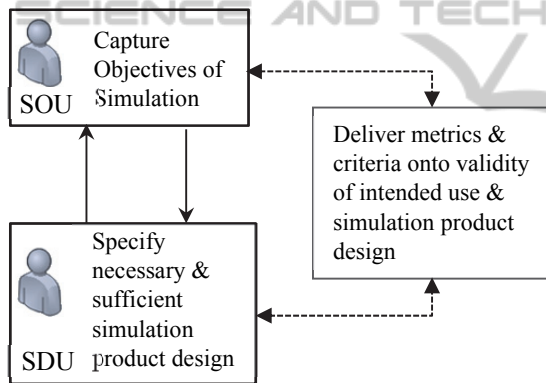 SCIENCE AND TECH
Capture
Objectives of
Simulation
SOU
Deliver metrics &
criteria onto validity
of intended use &
simulation product
design
Specify
necessary &
sufficient
simulation
product design
SDU